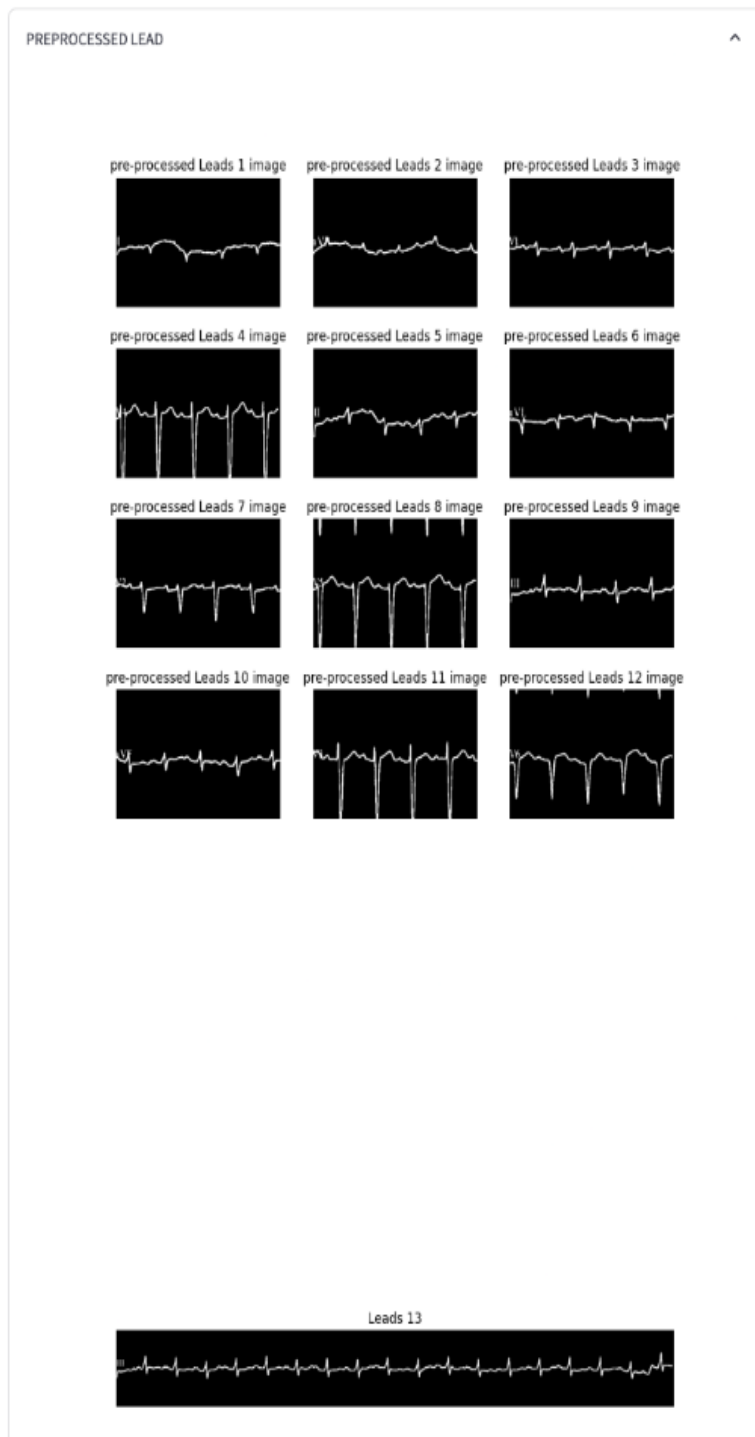 PREPROCESSED LEAD
pre-processed Leads 1 image
pre-processed Leads 2 image
pre-processed Leads 3 image
pre-processed Leads 4 image
pre-processed Leads 5 image
pre-processed Leads 6 image
pre-processed Leads 7 image
pre-processed Leads 8 image
pre-processed Leads 9 image
pre-processed Leads 10 image
pre-processed Leads 11 image
pre-processed Leads 12 image
Leads 13